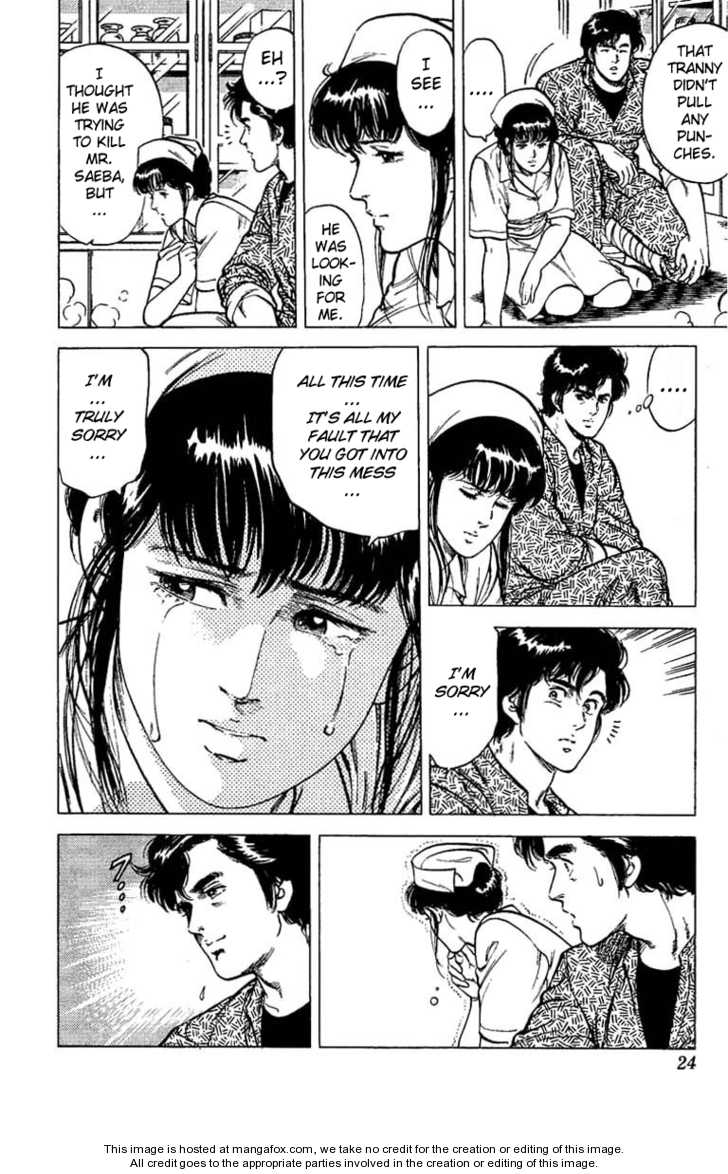 THAT
TRANNY
DIDN'T
PULL
ANY
PUN-
CHES.
....
I
SEE
...
HE
WAS
LOOK-
ING
FOR
ME.
EH
...?
I
THOUGHT
HE WAS
TRYING
TO KILL
MR.
SAEBA,
BUT
...
....
ALL THIS TIME
...
IT'S ALL MY
FAULT THAT
YOU GOT INTO
THIS MESS
...
I'M
...
TRULY
SORRY
...
I'M
SORRY
...
?...
24
This image is hosted at mangafox.com, we take no credit for the creation or editing of this image.
All credit goes to the appropriate parties involved in creation or editing of this image.